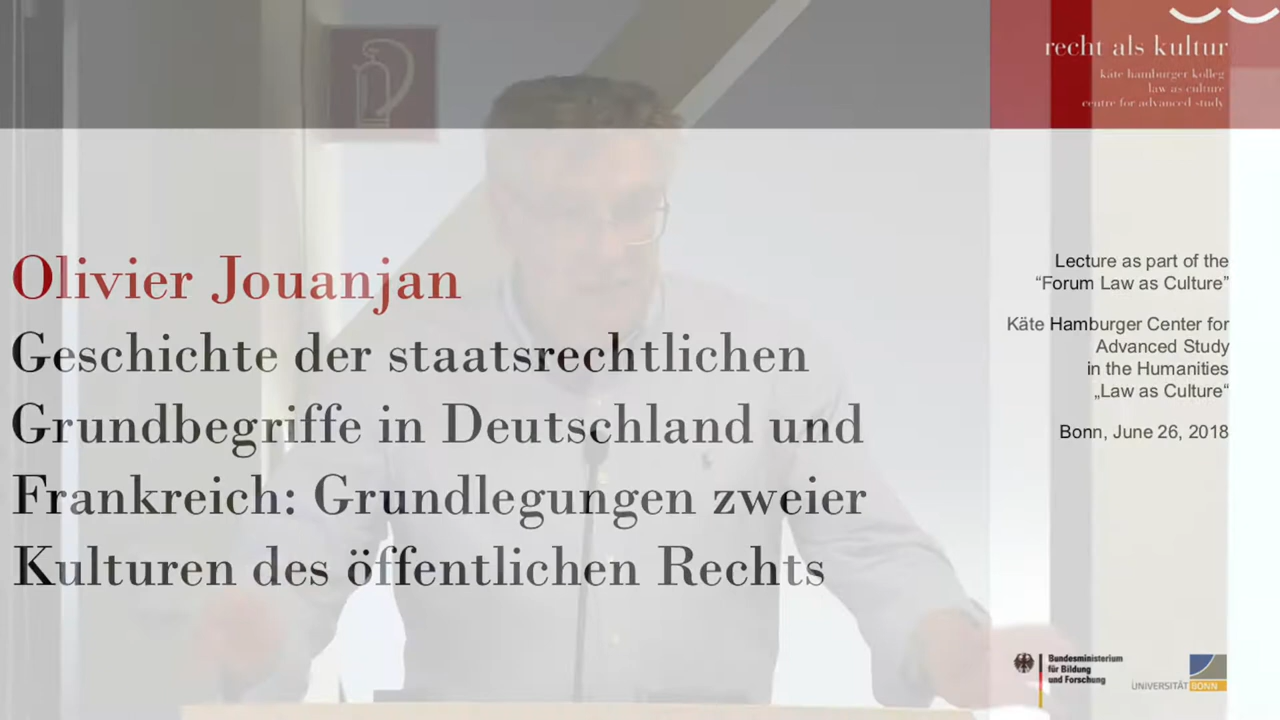 recht als kultur
käte hamburger kolleg
law as culture
centre for advanced study
Olivier Jouanjan
Geschichte der staatsrechtlichen
Grundbegriffe in Deutschland und
Frankreich: Grundlegungen zweier
Kulturen des öffentlichen Rechts
Lecture as part of the
“Forum Law as Culture”
Käte Hamburger Center for
Advanced Study
in the Humanities
„Law as Culture“
Bonn, June 26, 2018
Bundesministerium
für Bildung
und Forschung
UNIVERSITÄT BONN